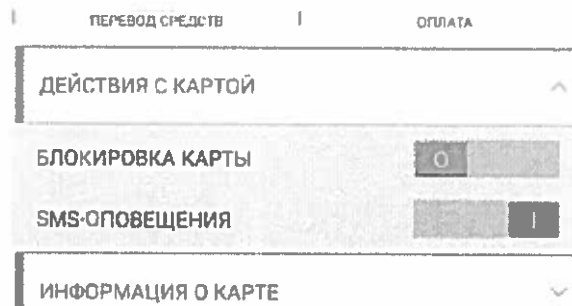 ПЕРЕВОД СРЕДСТВ ОПЛАТА
ДЕЙСТВИЯ С КАРТОЙ
БЛОКИРОВКА КАРТЫ O
SMS-ОПОВЕЩЕНИЯ I
ИНФОРМАЦИЯ О КАРТЕ